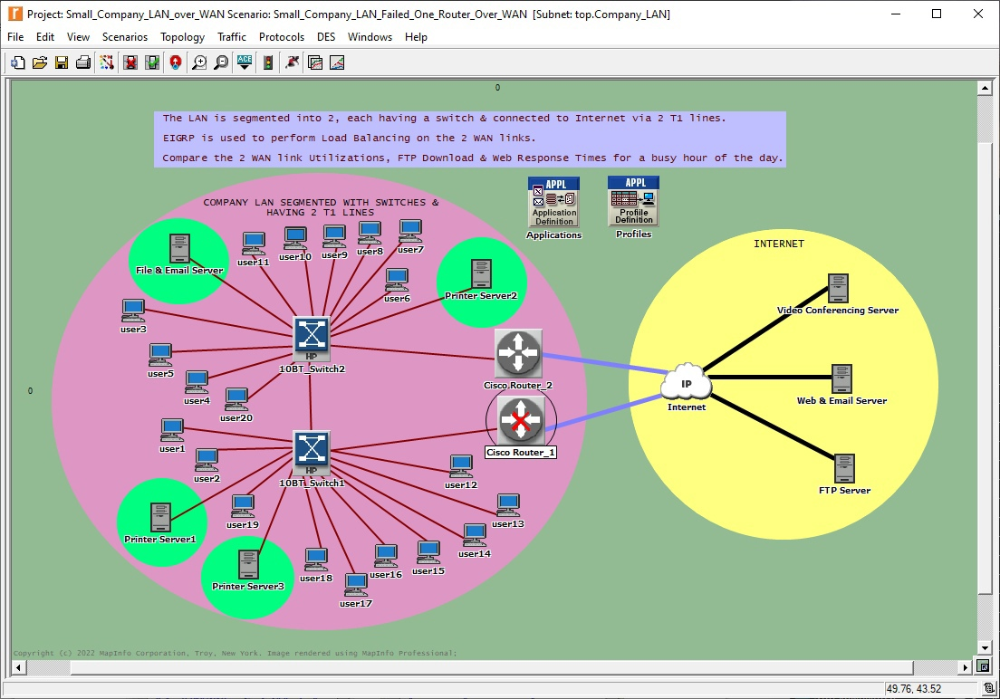 Project: Small_Company_LAN_over_WAN Scenario: Small_Company_LAN_Failed_One_Router_Over_WAN [Subnet: top.Company_LAN]
File Edit View Scenarios Topology Traffic Protocols DES Windows Help
ACE
0
The LAN is segmented into 2, each having a switch & connected to Internet via 2 T1 lines.
EIGRP is used to perform Load Balancing on the 2 WAN links.
Compare the 2 WAN link Utilizations, FTP Download & Web Response Times for a busy hour of the day.
APPL
Application
Definition
Applications
APPL
Profile
Definition
Profiles
COMPANY LAN SEGMENTED WITH SWITCHES &
HAVING 2 T1 LINES
INTERNET
File & Email Server
user11
user10
user9
user8
user7
user6
Printer Server2
Video Conferencing Server
user3
HP
10BT_Switch2
user5
user4
user20
Cisco Router_2
IP
Internet
Web & Email Server
0
user1
user2
HP
10BT_Switch1
Cisco Router_1
user12
FTP Server
user19
user13
Printer Server1
user14
Printer Server3
user18
user17
user16
user15
Copyright (c) 2022 MapInfo Corporation, Troy, New York. Image rendered using MapInfo Professional;
49.76, 43.52